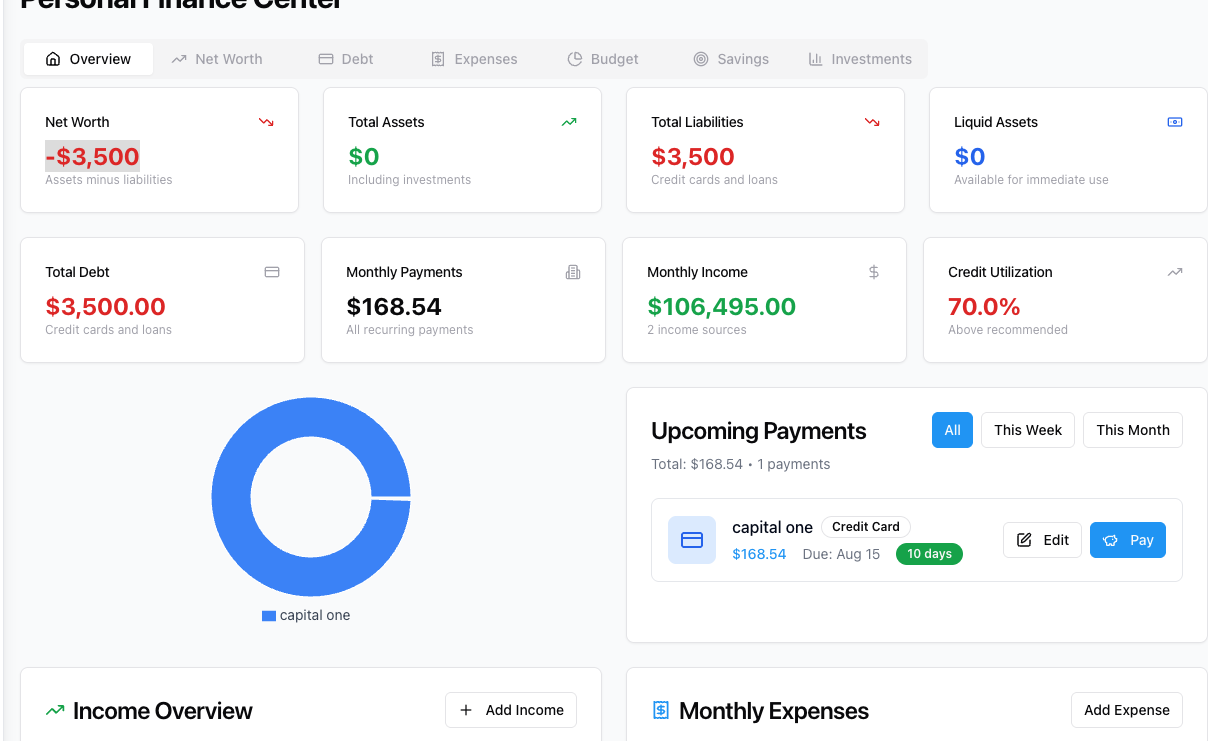 Personal Finance Center
Overview
Net Worth
Debt
Expenses
Budget
Savings
Investments
Net Worth
-$3,500
Assets minus liabilities
Total Assets
$0
Including investments
Total Liabilities
$3,500
Credit cards and loans
Liquid Assets
$0
Available for immediate use
Total Debt
$3,500.00
Credit cards and loans
Monthly Payments
$168.54
All recurring payments
Monthly Income
$106,495.00
2 income sources
Credit Utilization
70.0%
Above recommended
capital one
Upcoming Payments
All
This Week
This Month
Total: $168.54 • 1 payments
capital one
Credit Card
$168.54
Due: Aug 15
10 days
Edit
Pay
Income Overview
Add Income
Monthly Expenses
Add Expense